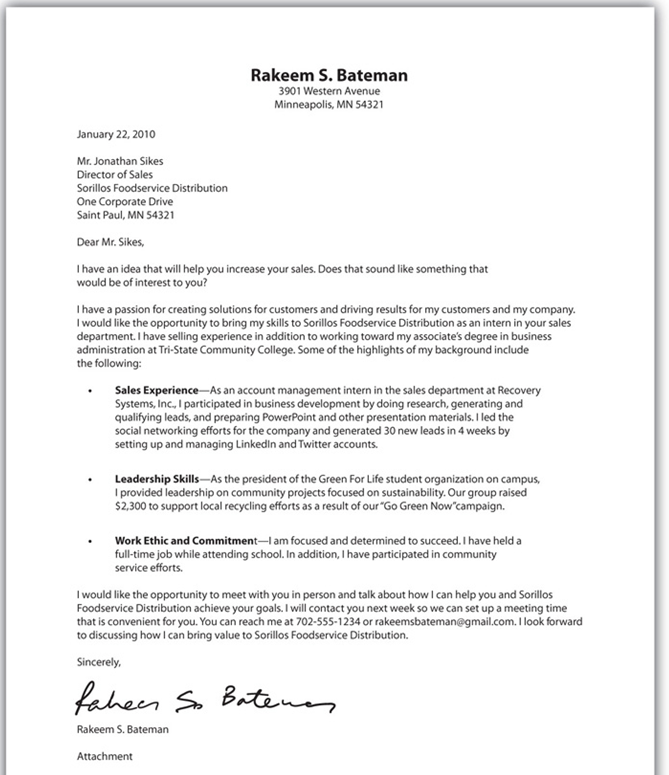 Rakeem S. Bateman
3901 Western Avenue
Minneapolis, MN 54321
January 22, 2010
Mr. Jonathan Sikes
Director of Sales
Sorillos Foodservice Distribution
One Corporate Drive
Saint Paul, MN 54321
Dear Mr. Sikes,
I have an idea that will help you increase your sales. Does that sound like something that
would be of interest to you?
I have a passion for creating solutions for customers and driving results for my customers and my company.
I would like the opportunity to bring my skills to Sorillos Foodservice Distribution as an intern in your sales
department. I have selling experience in addition to working toward my associate's degree in business
administration at Tri-State Community College. Some of the highlights of my background include
the following:
• Sales Experience—As an account management intern in the sales department at Recovery
Systems, Inc., I participated in business development by doing research, generating and
qualifying leads, and preparing PowerPoint and other presentation materials. I led the
social networking efforts for the company and generated 30 new leads in 4 weeks by
setting up and managing LinkedIn and Twitter accounts.
• Leadership Skills—As the president of the Green For Life student organization on campus,
I provided leadership on community projects focused on sustainability. Our group raised
$2,300 to support local recycling efforts as a result of our "Go Green Now" campaign.
• Work Ethic and Commitment—I am focused and determined to succeed. I have held a
full-time job while attending school. In addition, I have participated in community
service efforts.
I would like the opportunity to meet with you in person and talk about how I can help you and Sorillos
Foodservice Distribution achieve your goals. I will contact you next week so we can set up a meeting time
that is convenient for you. You can reach me at 702-555-1234 or rakeemsbateman@gmail.com. I look forward
to discussing how I can bring value to Sorillos Foodservice Distribution.
Sincerely,
Rakeem S. Bateman
Rakeem S. Bateman
Attachment